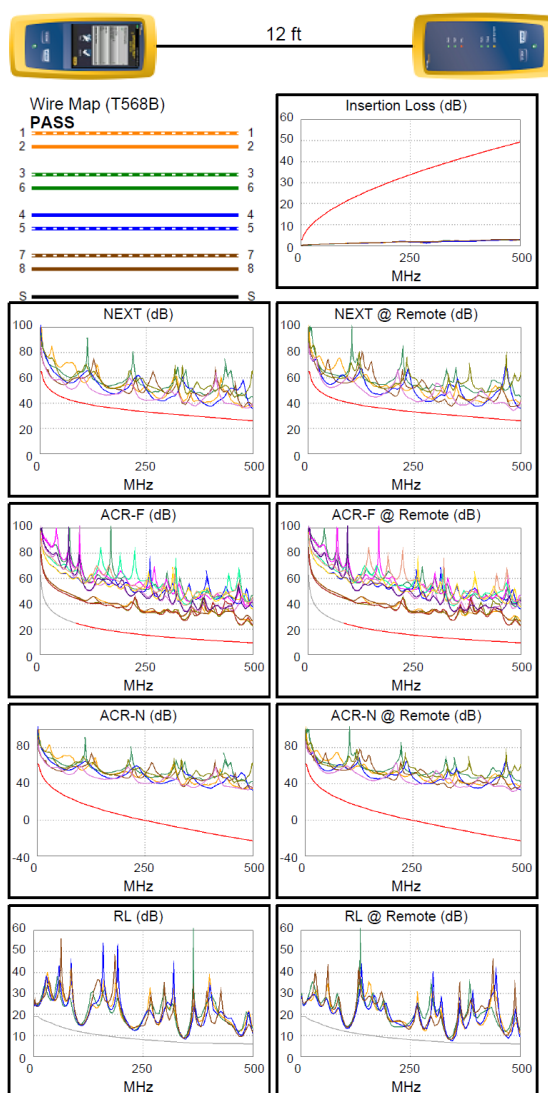 12 ft
Wire Map (T568B)
PASS
1 1
2 2
3 3
6 6
4 4
5 5
7 7
8 8
S S
Insertion Loss (dB)
60
50
40
30
20
10
0
0 250 500
MHz
NEXT (dB)
100
80
60
40
20
0
0 250 500
MHz
NEXT @ Remote (dB)
100
80
60
40
20
0
0 250 500
MHz
ACR-F (dB)
100
80
60
40
20
0
0 250 500
MHz
ACR-F @ Remote (dB)
100
80
60
40
20
0
0 250 500
MHz
ACR-N (dB)
80
40
0
-40
0 250 500
MHz
ACR-N @ Remote (dB)
80
40
0
-40
0 250 500
MHz
RL (dB)
60
50
40
30
20
10
0
0 250 500
MHz
RL @ Remote (dB)
60
50
40
30
20
10
0
0 250 500
MHz